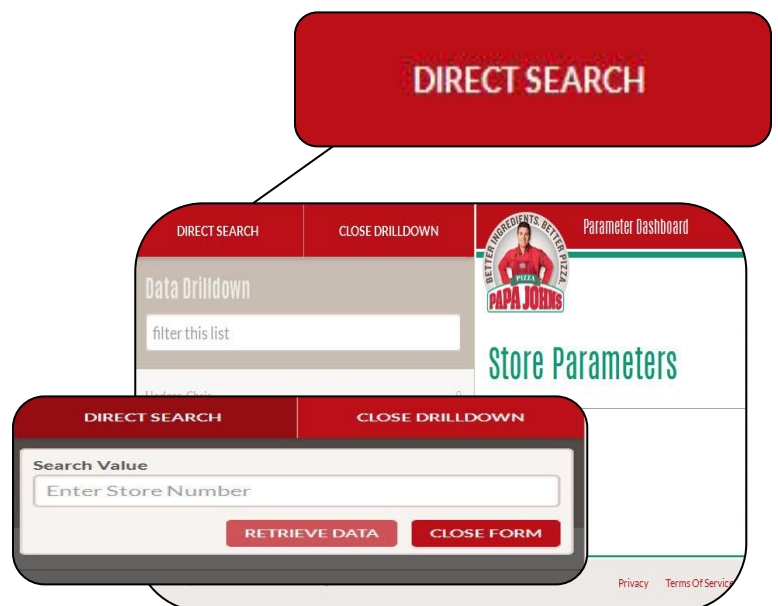 DIRECT SEARCH
DIRECT SEARCH CLOSE DRILLDOWN
Parameter Dashboard
BETTER INGREDIENTS. BETTER PIZZA.
PIZZA
PAPA JOHNS
Data Drilldown
filter this list
Store Parameters
DIRECT SEARCH CLOSE DRILLDOWN
Search Value
Enter Store Number
RETRIEVE DATA CLOSE FORM
Privacy Terms Of Service